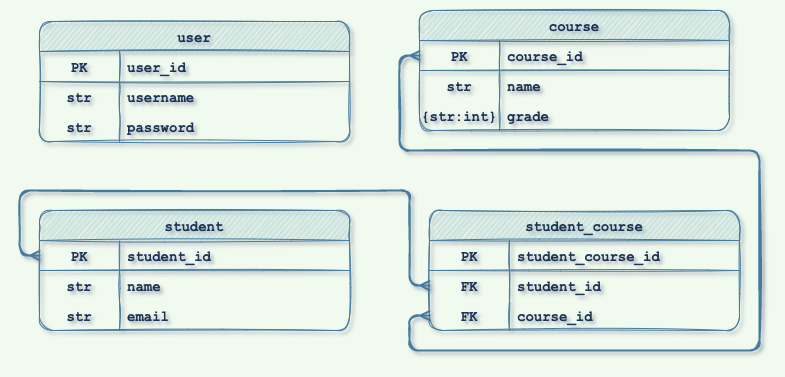 user
PK user_id
str username
str password
course
PK course_id
str name
{str:int} grade
student
PK student_id
str name
str email
student_course
PK student_course_id
FK student_id
FK course_id